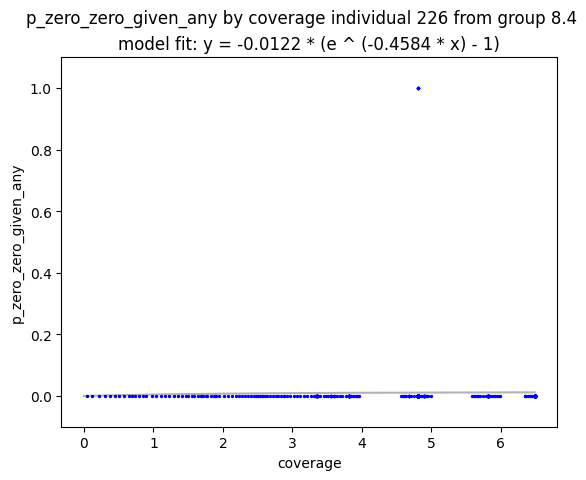 p_zero_zero_given_any by coverage individual 226 from group 8.4
model fit: y = -0.0122 * (e ^ (-0.4584 * x) - 1)
p_zero_zero_given_any
1.0
0.8
0.6
0.4
0.2
0.0
0 1 2 3 4 5 6
coverage